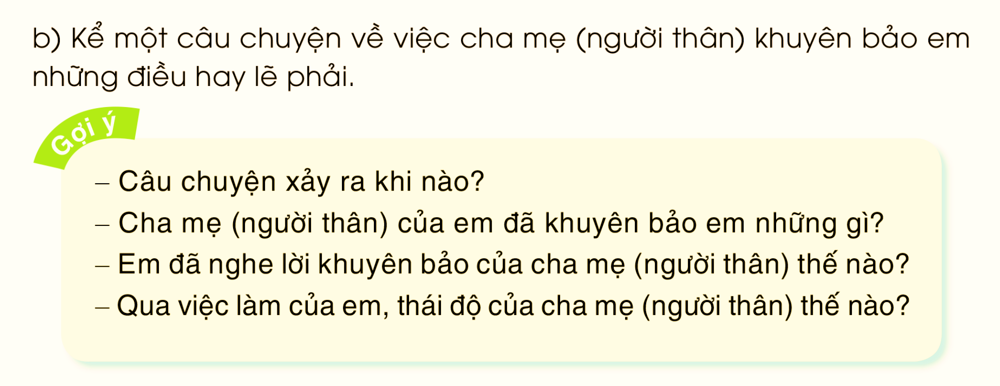 b) Kể một câu chuyện về việc cha mẹ (người thân) khuyên bảo em
những điều hay lẽ phải.
Gợi ý
– Câu chuyện xảy ra khi nào?
– Cha mẹ (người thân) của em đã khuyên bảo em những gì?
– Em đã nghe lời khuyên bảo của cha mẹ (người thân) thế nào?
– Qua việc làm của em, thái độ của cha mẹ (người thân) thế nào?